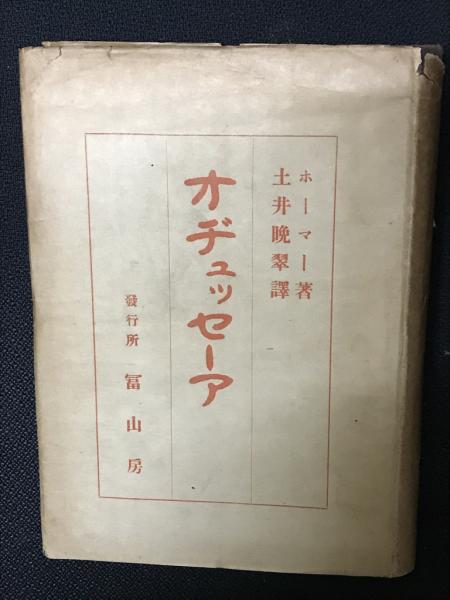 ホーマー著
土井晩翠譯
オヂュッセーア
發行所 冨山房